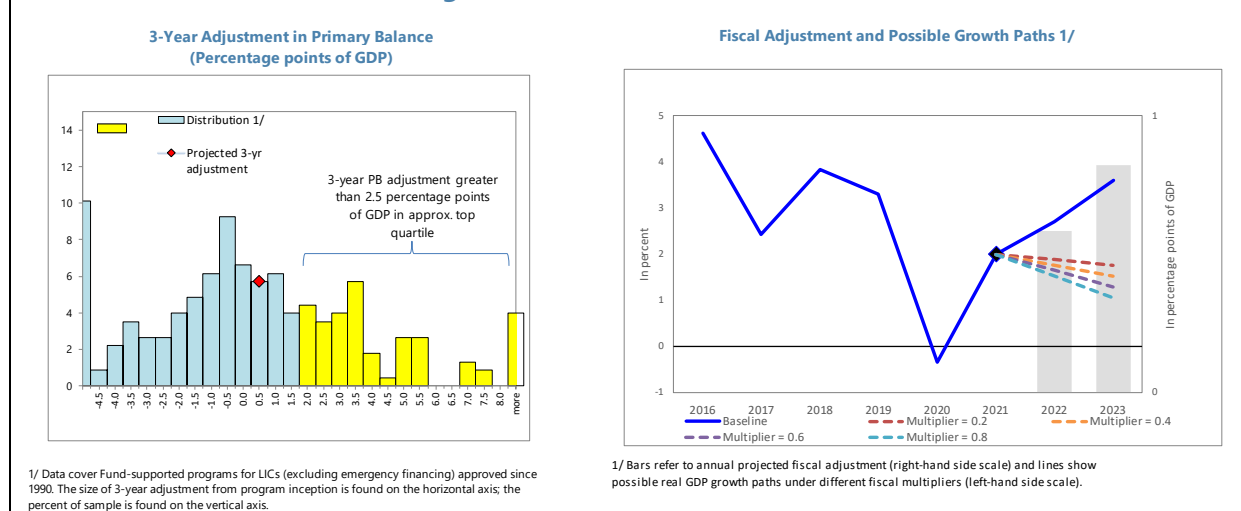 3-Year Adjustment in Primary Balance
(Percentage points of GDP)
14
12
10
8
6
4
2
0
Distribution 1/
Projected 3-yr
adjustment
3-year PB adjustment greater
than 2.5 percentage points
of GDP in approx. top
quartile
-4.5
-4.0
-3.5
-3.0
-2.5
-2.0
-1.5
-1.0
-0.5
0.0
0.5
1.0
1.5
2.0
2.5
3.0
3.5
4.0
4.5
5.0
5.5
6.0
6.5
7.0
7.5
8.0
more
1/ Data cover Fund-supported programs for LICs (excluding emergency financing) approved since
1990. The size of 3-year adjustment from program inception is found on the horizontal axis; the
percent of sample is found on the vertical axis.
Fiscal Adjustment and Possible Growth Paths 1/
5
4
3
2
1
0
-1
In percent
1
0
In percentage points of GDP
2016 2017 2018 2019 2020 2021 2022 2023
Baseline Multiplier = 0.2 Multiplier = 0.4
Multiplier = 0.6 Multiplier = 0.8
1/ Bars refer to annual projected fiscal adjustment (right-hand side scale) and lines show
possible real GDP growth paths under different fiscal multipliers (left-hand side scale).